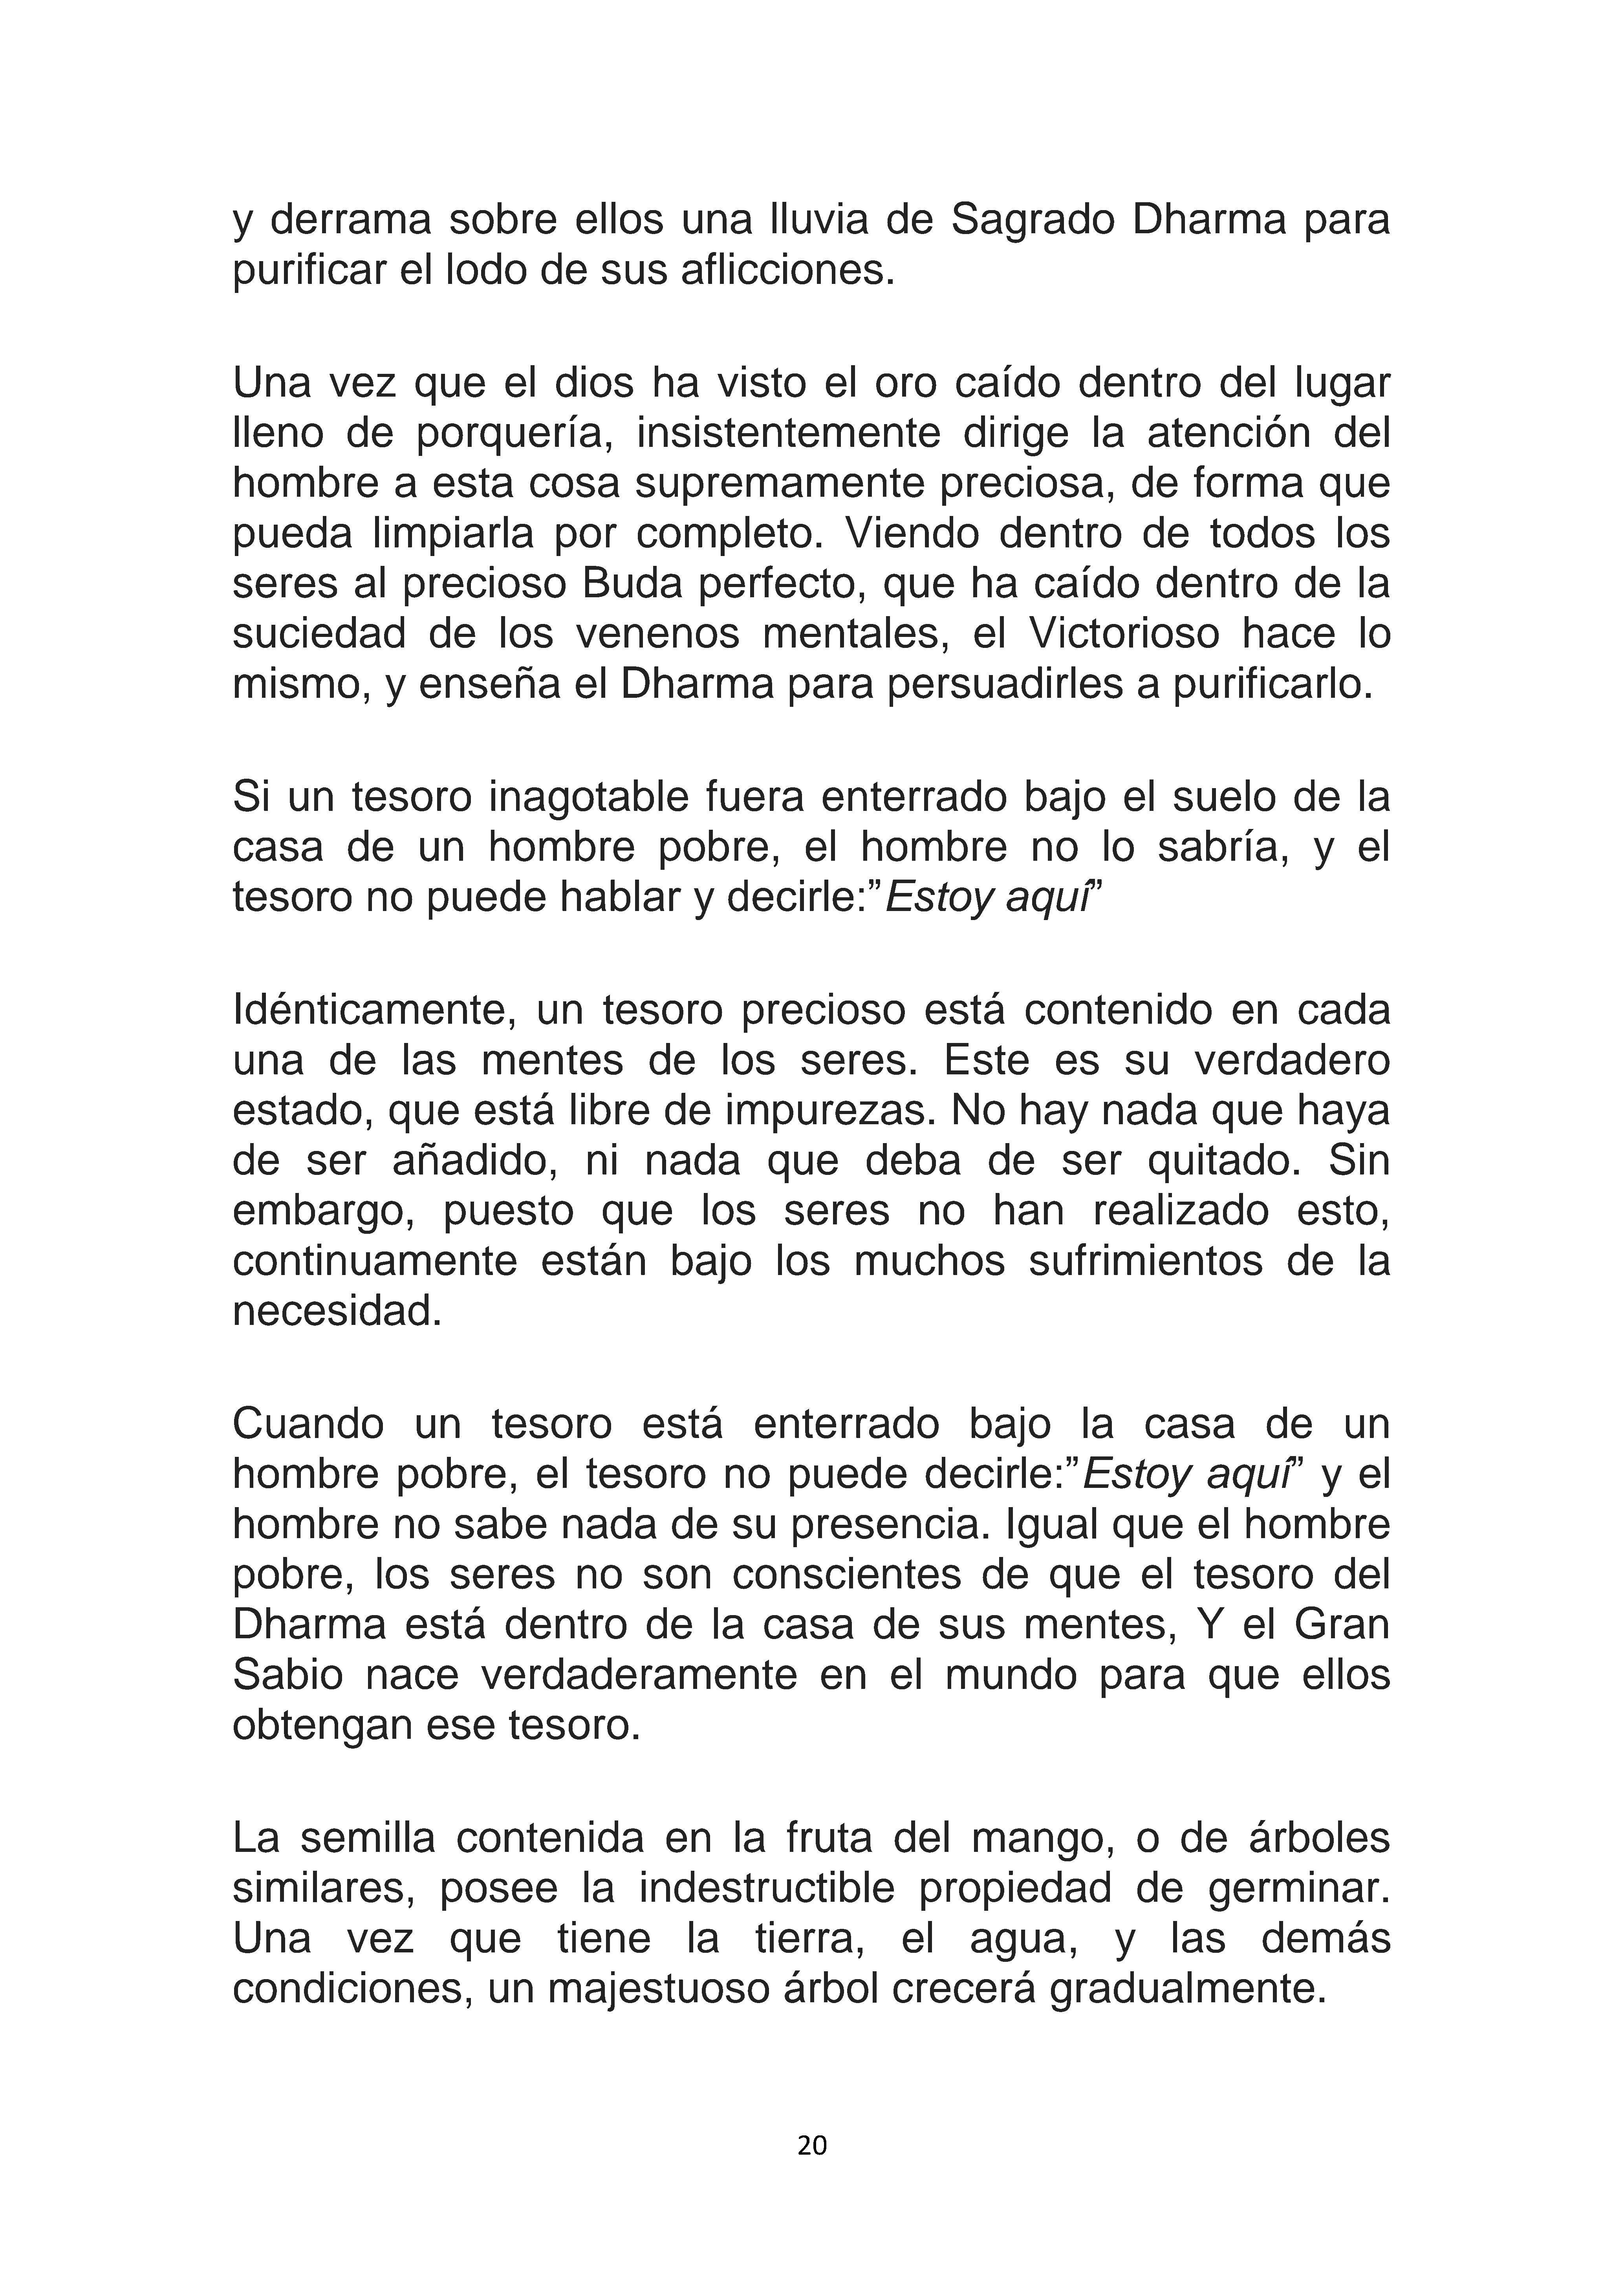 y derrama sobre ellos una lluvia de Sagrado Dharma para
purificar el lodo de sus aflicciones.
Una vez que el dios ha visto el oro caído dentro del lugar
lleno de porquería, insistentemente dirige la atención del
hombre a esta cosa supremamente preciosa, de forma que
pueda limpiarla por completo. Viendo dentro de todos los
seres al precioso Buda perfecto, que ha caído dentro de la
suciedad de los venenos mentales, el Victorioso hace lo
mismo, y enseña el Dharma para persuadirles a purificarlo.
Si un tesoro inagotable fuera enterrado bajo el suelo de la
casa de un hombre pobre, el hombre no lo sabría, y el
tesoro no puede hablar y decirle:”Estoy aquí”
Idénticamente, un tesoro precioso está contenido en cada
una de las mentes de los seres. Este es su verdadero
estado, que está libre de impurezas. No hay nada que haya
de ser añadido, ni nada que deba de ser quitado. Sin
embargo, puesto que los seres no han realizado esto,
continuamente están bajo los muchos sufrimientos de la
necesidad.
Cuando un tesoro está enterrado bajo la casa de un
hombre pobre, el tesoro no puede decirle:”Estoy aquí” y el
hombre no sabe nada de su presencia. Igual que el hombre
pobre, los seres no son conscientes de que el tesoro del
Dharma está dentro de la casa de sus mentes, Y el Gran
Sabio nace verdaderamente en el mundo para que ellos
obtengan ese tesoro.
La semilla contenida en la fruta del mango, o de árboles
similares, posee la indestructible propiedad de germinar.
Una vez que tiene la tierra, el agua, y las demás
condiciones, un majestuoso árbol crecerá gradualmente.
20